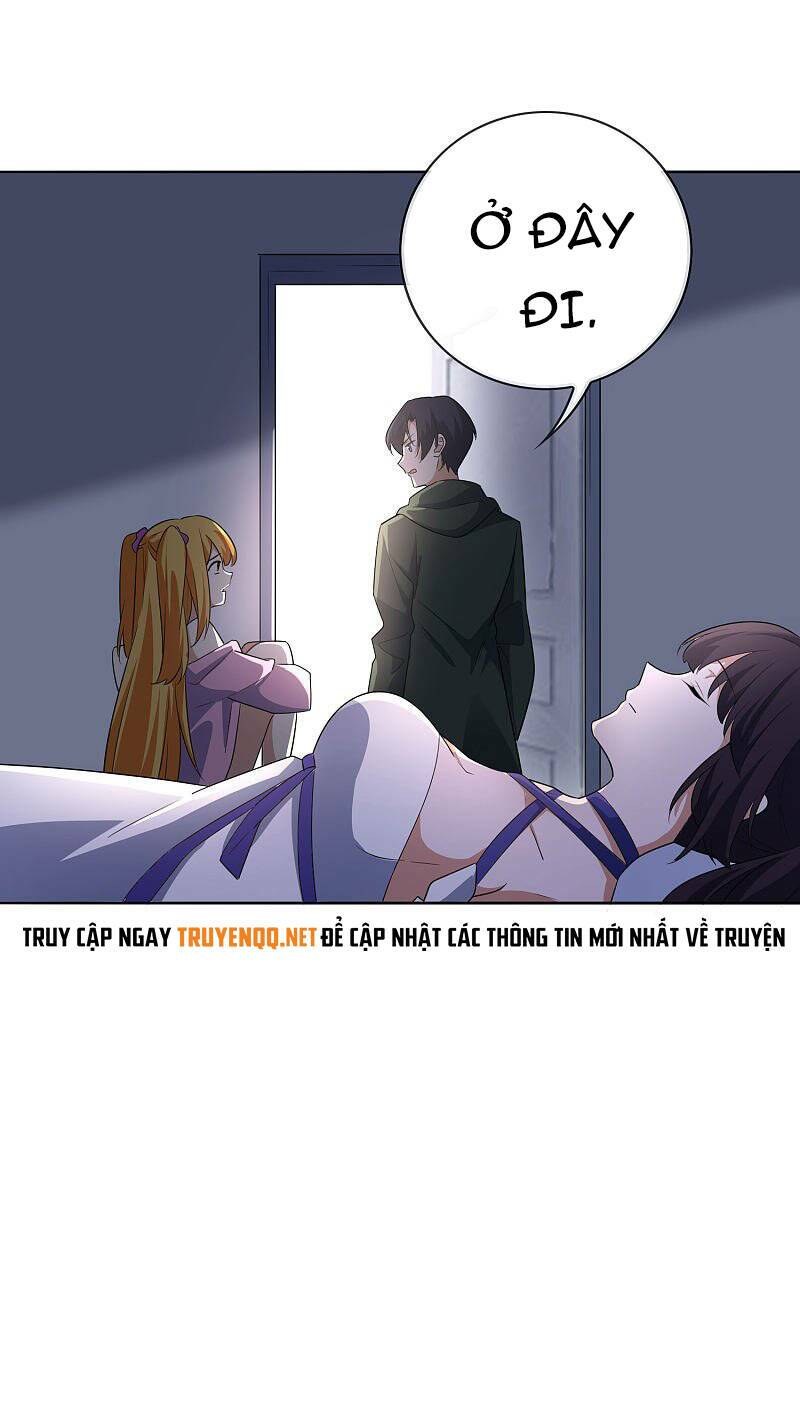 Ở ĐÂY
ĐI.
TRUY CẬP NGAY TRUYENQQ.NET ĐỂ CẬP NHẬT CÁC THÔNG TIN MỚI NHẤT VỀ TRUYỆN